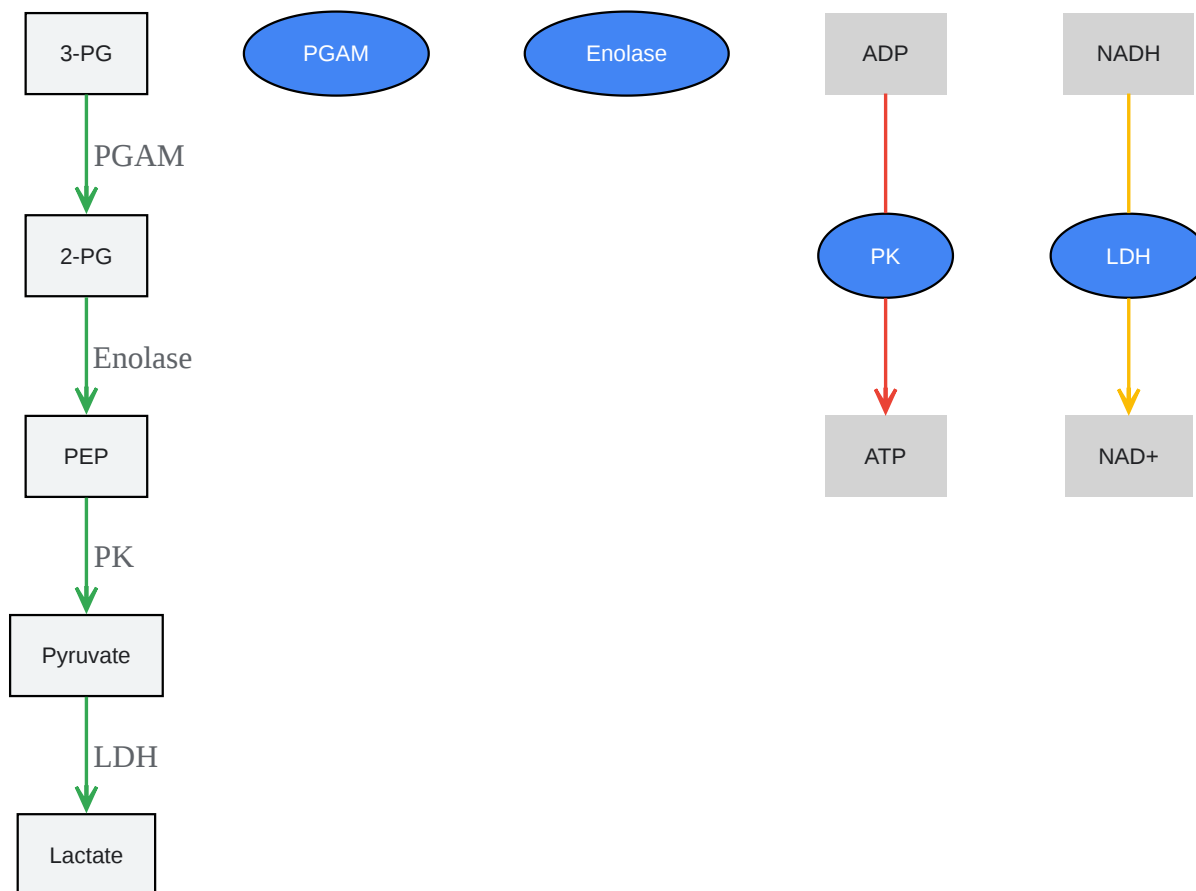 3-PG
PGAM
Enolase
ADP
NADH
PGAM
2-PG
PK
LDH
Enolase
PEP
ATP
NAD+
PK
Pyruvate
LDH
Lactate